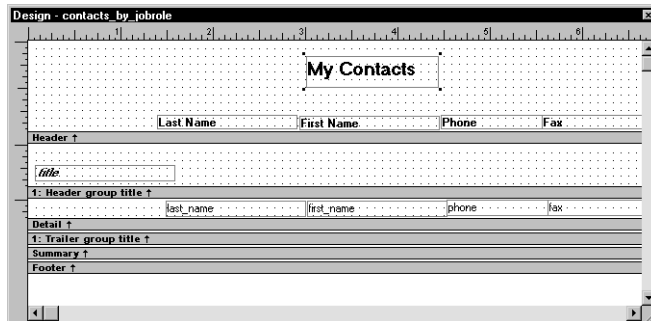 Design - contacts_by_jobrole
1 2 3 4 5 6
My Contacts
Last Name First Name Phone Fax
Header ↑
title
1: Header group title ↑
last_name first_name phone fax
Detail ↑
1: Trailer group title ↑
Summary ↑
Footer ↑